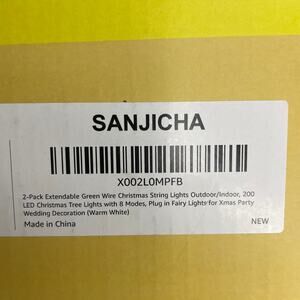 SANJICHA
X002L0MPFB
2-Pack Extendable Green Wire Christmas String Lights Outdoor/Indoor, 200
LED Christmas Tree Lights with 8 Modes, Plug in Fairy Lights for Xmas Party
Wedding Decoration (Warm White)
NEW
Made in China